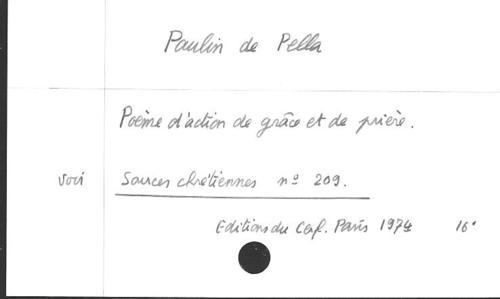 Paulin de Pella
Poème d'action de grâce et de prière.
voir Sources chrétiennes nº 209.
Editions du Cerf. Paris 1974 16°